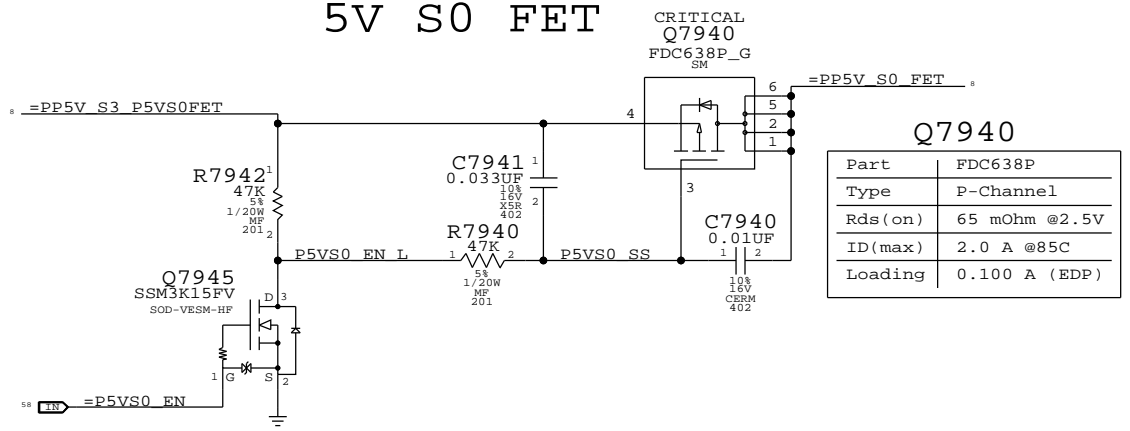 5V S0 FET
CRITICAL
Q7940
FDC638P_G
SM
8 =PP5V_S3_P5VS0FET
=PP5V_S0_FET 8
4
6
5
2
1
3
R7942
1
47K
5%
1/20W
MF
201
2
C7941
0.033UF
10%
16V
X5R
402
1
2
R7940
47K
1 2
5%
1/20W
MF
201
P5VS0_EN_L
P5VS0_SS
C7940
0.01UF
1 2
10%
16V
CERM
402
Q7945
SSM3K15FV
SOD-VESM-HF
D 3
1 G S 2
58 IN =P5VS0_EN
Q7940
Part FDC638P
Type P-Channel
Rds(on) 65 mOhm @2.5V
ID(max) 2.0 A @85C
Loading 0.100 A (EDP)